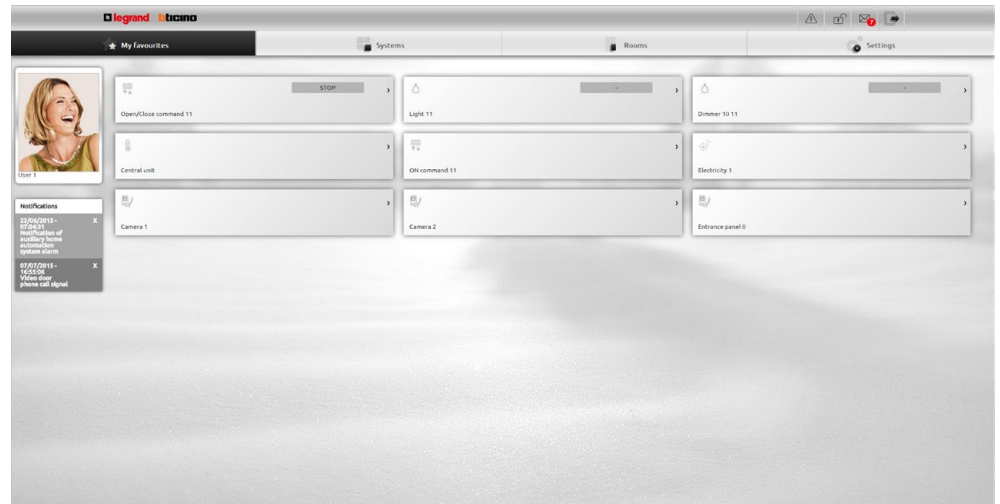 legrand bticino
7
My favourites
Systems
Rooms
Settings
User 1
STOP
Open/Close command 11
-
Light 11
-
Dimmer 10 11
Central unit
ON command 11
Electricity 1
Camera 1
Camera 2
Entrance panel 0
Notifications
22/06/2015 - X
07:04:31
Notification of
auxiliary home
automation
system alarm
07/07/2015 - X
16:55:06
Video door
phone call signal